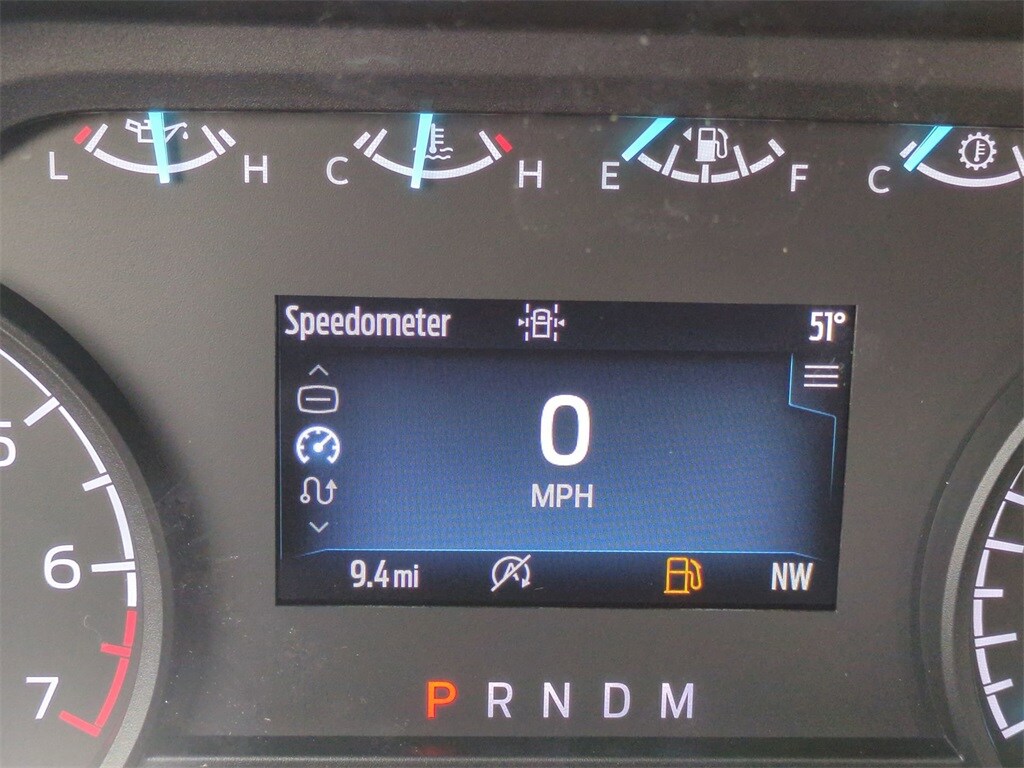 L H C H E F C
Speedometer 51°
0
MPH
5
6
7
9.4 mi NW
P R N D M